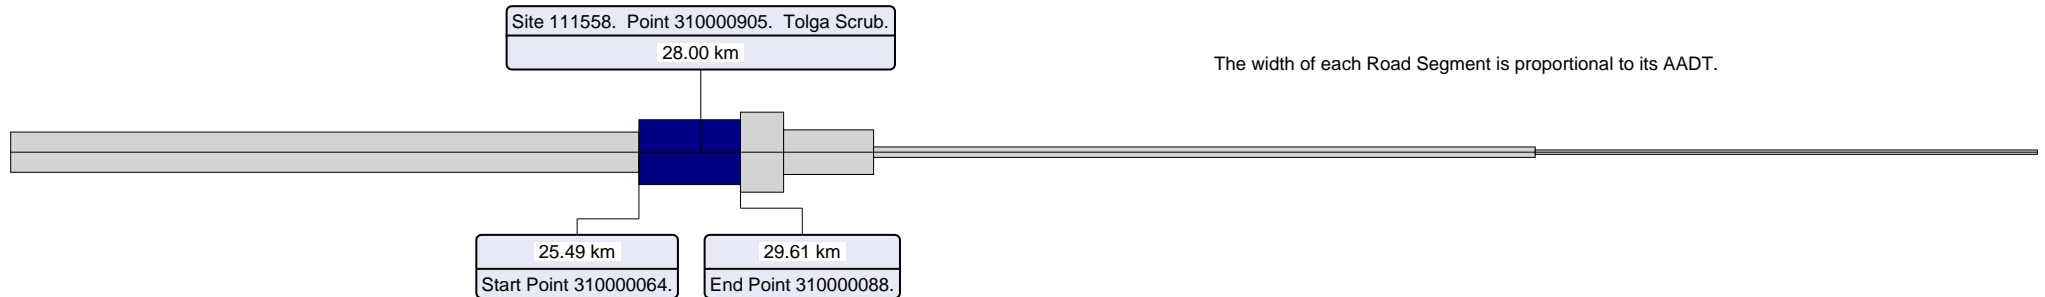 Site 111558.  Point 310000905.  Tolga Scrub.
28.00 km
The width of each Road Segment is proportional to its AADT.
25.49 km
Start Point 310000064.
29.61 km
End Point 310000088.